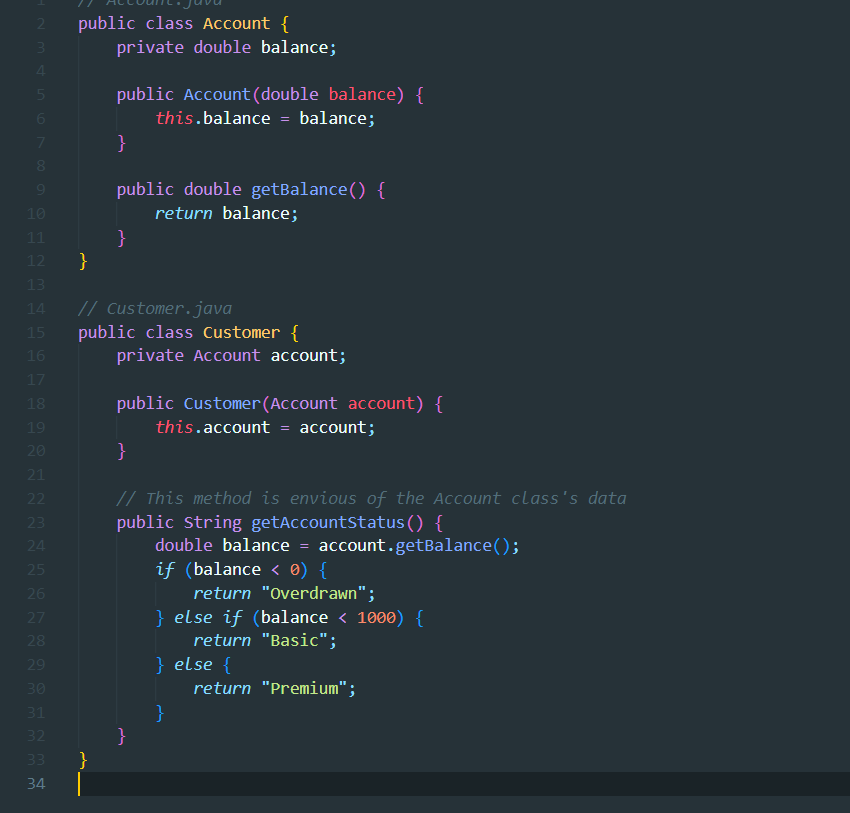 1 // Account.java
2 public class Account {
3     private double balance;
4
5     public Account(double balance) {
6         this.balance = balance;
7     }
8
9     public double getBalance() {
10         return balance;
11     }
12 }
13
14 // Customer.java
15 public class Customer {
16     private Account account;
17
18     public Customer(Account account) {
19         this.account = account;
20     }
21
22     // This method is envious of the Account class's data
23     public String getAccountStatus() {
24         double balance = account.getBalance();
25         if (balance < 0) {
26             return "Overdrawn";
27         } else if (balance < 1000) {
28             return "Basic";
29         } else {
30             return "Premium";
31         }
32     }
33 }
34